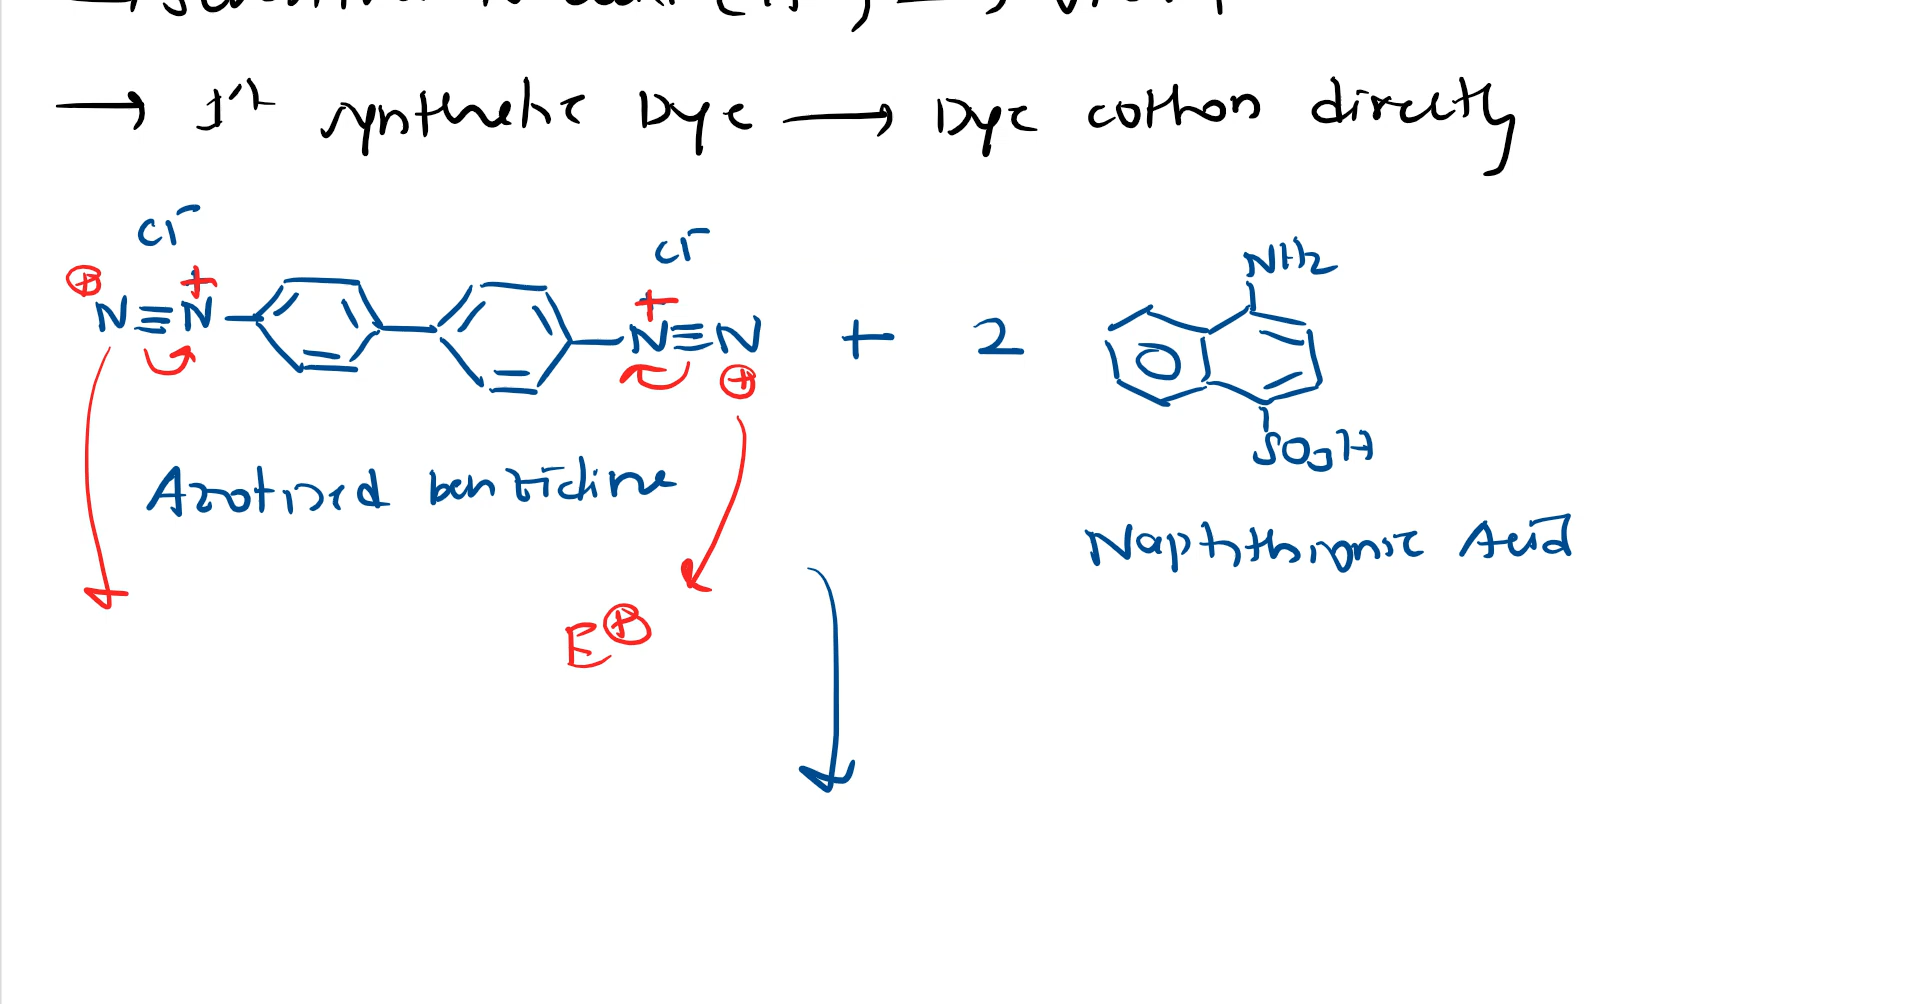 → 1st synthetic Dye → Dye cotton directly
Cl⁻ Cl⁻
⊕ + +
N≡N N≡N + 2 NH2
⊕
SO3H
Azotised benzidine
Naphthionic Acid
E⊕